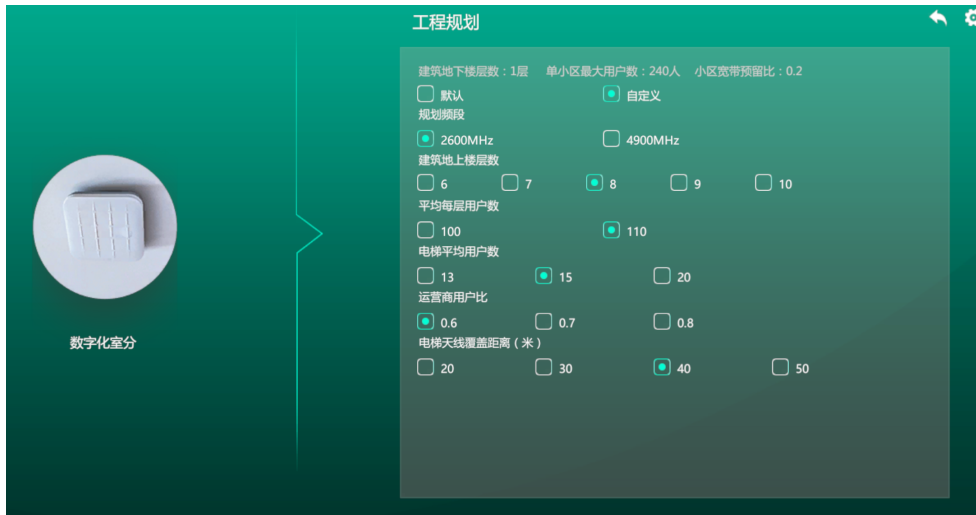 工程规划
建筑地下楼层数：1层 单小区最大用户数：240人 小区宽带预留比：0.2
默认 自定义
规划频段
2600MHz 4900MHz
建筑地上楼层数
6 7 8 9 10
平均每层用户数
100 110
电梯平均用户数
13 15 20
运营商用户比
0.6 0.7 0.8
电梯天线覆盖距离（米）
20 30 40 50
数字化室分